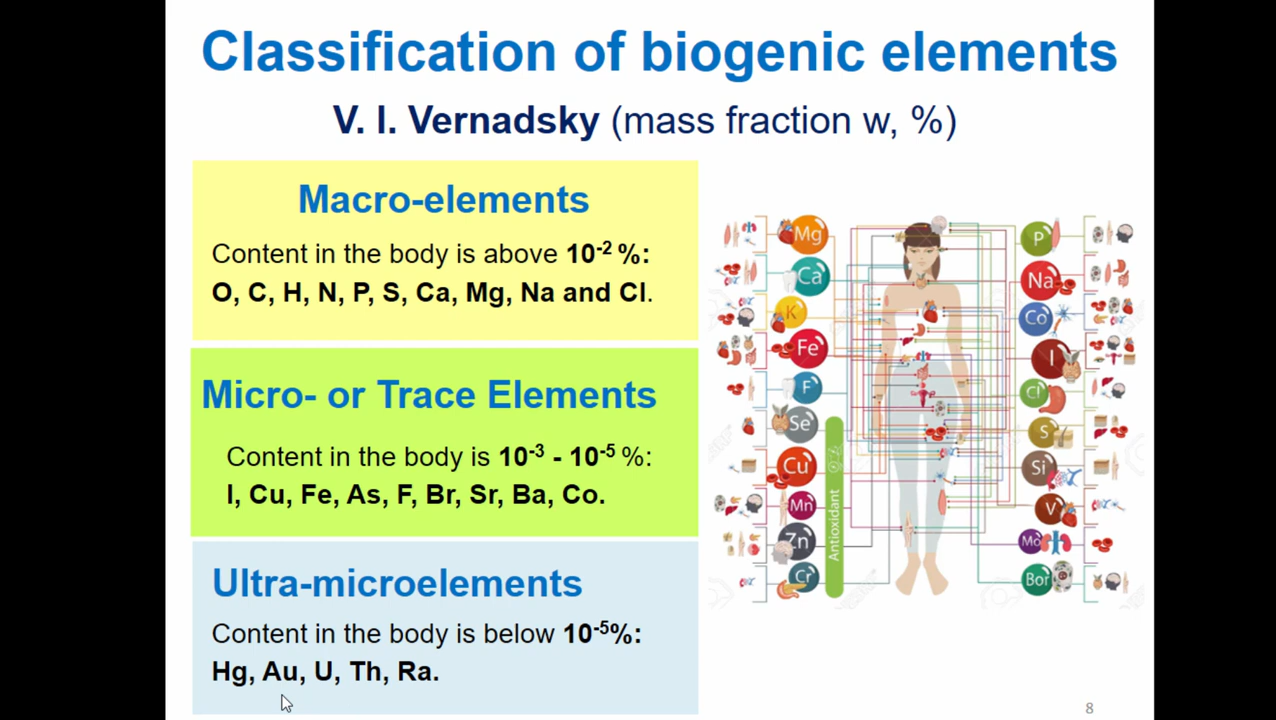 Classification of biogenic elements
V. I. Vernadsky (mass fraction w, %)
Macro-elements
Content in the body is above 10⁻² %:
O, C, H, N, P, S, Ca, Mg, Na and Cl.
Micro- or Trace Elements
Content in the body is 10⁻³ - 10⁻⁵ %:
I, Cu, Fe, As, F, Br, Sr, Ba, Co.
Ultra-microelements
Content in the body is below 10⁻⁵%:
Hg, Au, U, Th, Ra.
Mg
Ca
K
Fe
F
Se
Cu
Mn
Zn
Cr
Antioxidant
P
Na
Co
I
Cl
S
Si
V
Mo
Bor
8